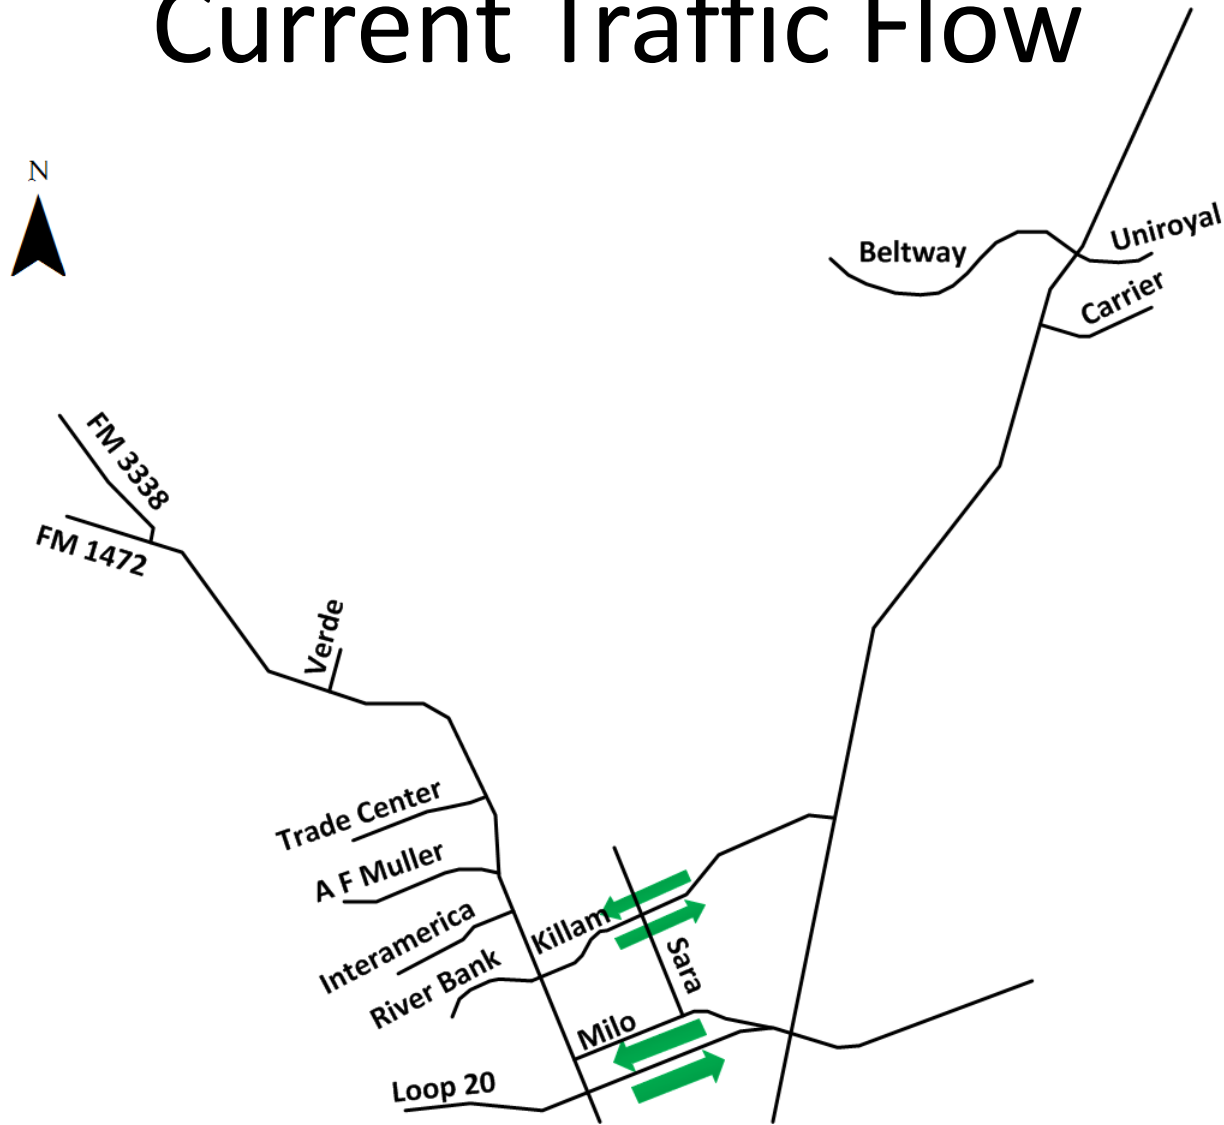 Current Traffic Flow
N
Uniroyal
Beltway
Carrier
FM 3338
FM 1472
Verde
Trade Center
A F Muller
Interamerica
Killam
River Bank
Sara
Milo
Loop 20